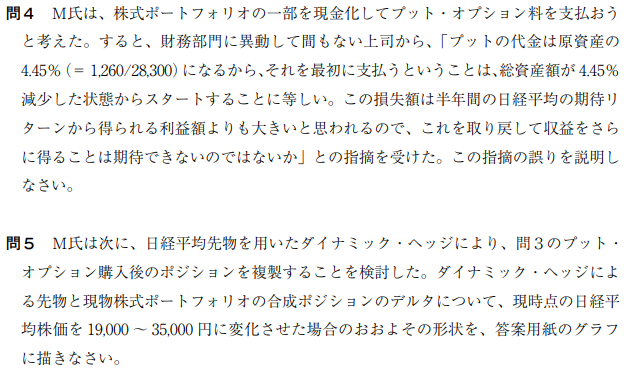 問4 M氏は、株式ポートフォリオの一部を現金化してプット・オプション料を支払おう
と考えた。すると、財務部門に異動して間もない上司から、「プットの代金は原資産の
4.45%(= 1,260/28,300)になるから、それを最初に支払うということは、総資産額が 4.45%
減少した状態からスタートすることに等しい。この損失額は半年間の日経平均の期待リ
ターンから得られる利益額よりも大きいと思われるので、これを取り戻して収益をさら
に得ることは期待できないのではないか」との指摘を受けた。この指摘の誤りを説明し
なさい。
問5 M氏は次に、日経平均先物を用いたダイナミック・ヘッジにより、問3のプット・
オプション購入後のポジションを複製することを検討した。ダイナミック・ヘッジによ
る先物と現物株式ポートフォリオの合成ポジションのデルタについて、現時点の日経平
均株価を 19,000 ~ 35,000 円に変化させた場合のおおよその形状を、答案用紙のグラフ
に描きなさい。